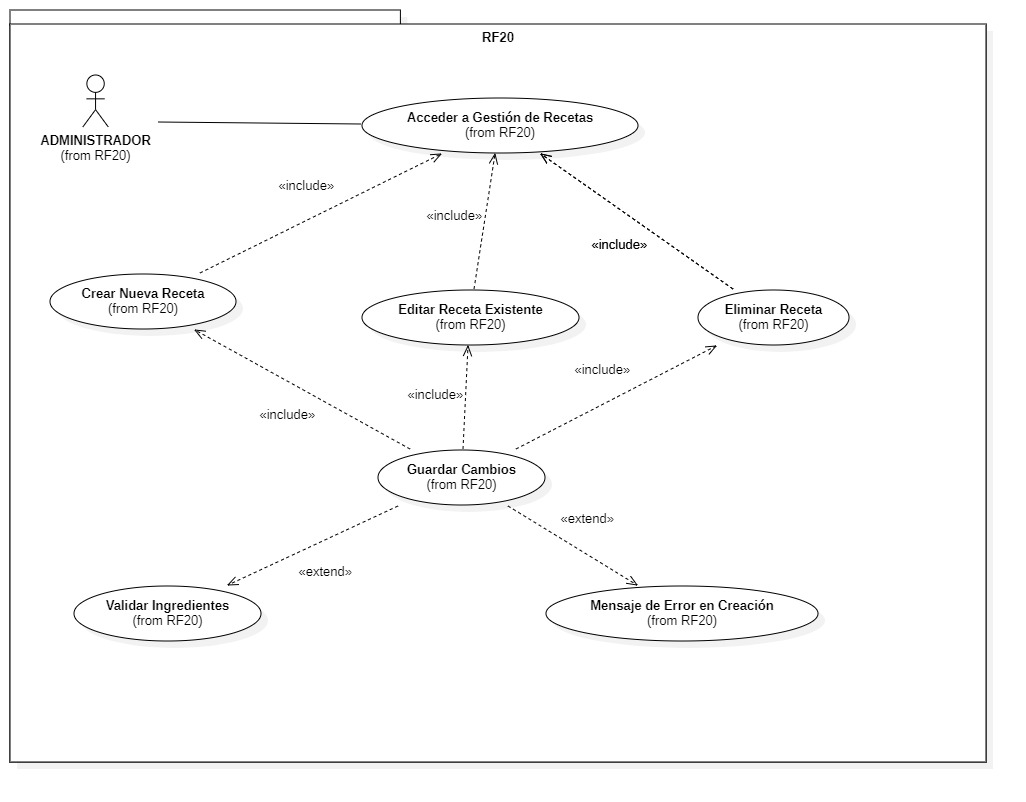 RF20
ADMINISTRADOR
(from RF20)
Acceder a Gestión de Recetas
(from RF20)
«include»
«include»
«include»
Crear Nueva Receta
(from RF20)
Editar Receta Existente
(from RF20)
Eliminar Receta
(from RF20)
«include»
«include»
«include»
Guardar Cambios
(from RF20)
«extend»
«extend»
Validar Ingredientes
(from RF20)
Mensaje de Error en Creación
(from RF20)